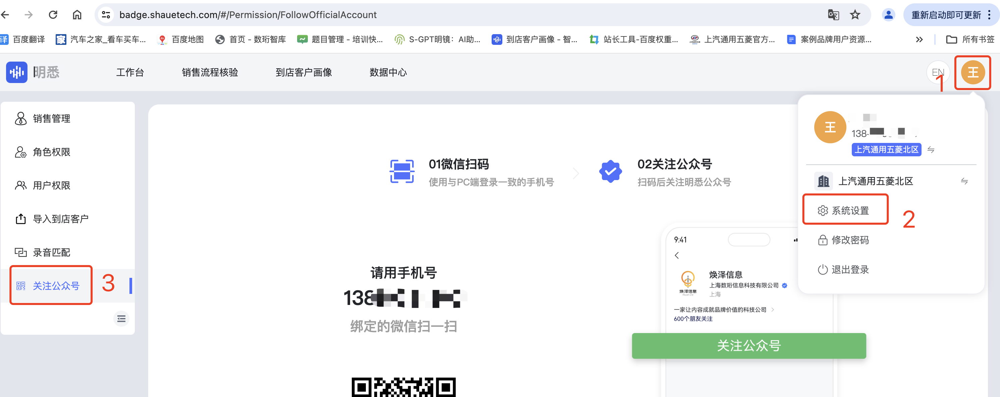 badge.shauetech.com/#/Permission/FollowOfficialAccount
重新启动即可更新
译 百度翻译
家 汽车之家_看车买车...
百度地图
首页 - 数珩智库
题目管理 - 培训快...
S-GPT明镜：AI助...
到店客户画像 - 智...
站长工具-百度权重...
上汽通用五菱官方...
案例品牌用户资源...
所有书签
明悉
工作台
销售流程核验
到店客户画像
数据中心
EN
王
1
销售管理
角色权限
用户权限
导入到店客户
录音匹配
关注公众号
3
01微信扫码
使用与PC端登录一致的手机号
02关注公众号
扫码后关注明悉公众号
请用手机号
138
绑定的微信扫一扫
9:41
焕泽信息
HuanZe
焕泽信息
上海数珩信息科技有限公司
上海
一家让内容成就品牌价值的科技公司
600个朋友关注
关注公众号
王
138
上汽通用五菱北区
上汽通用五菱北区
系统设置
2
修改密码
退出登录